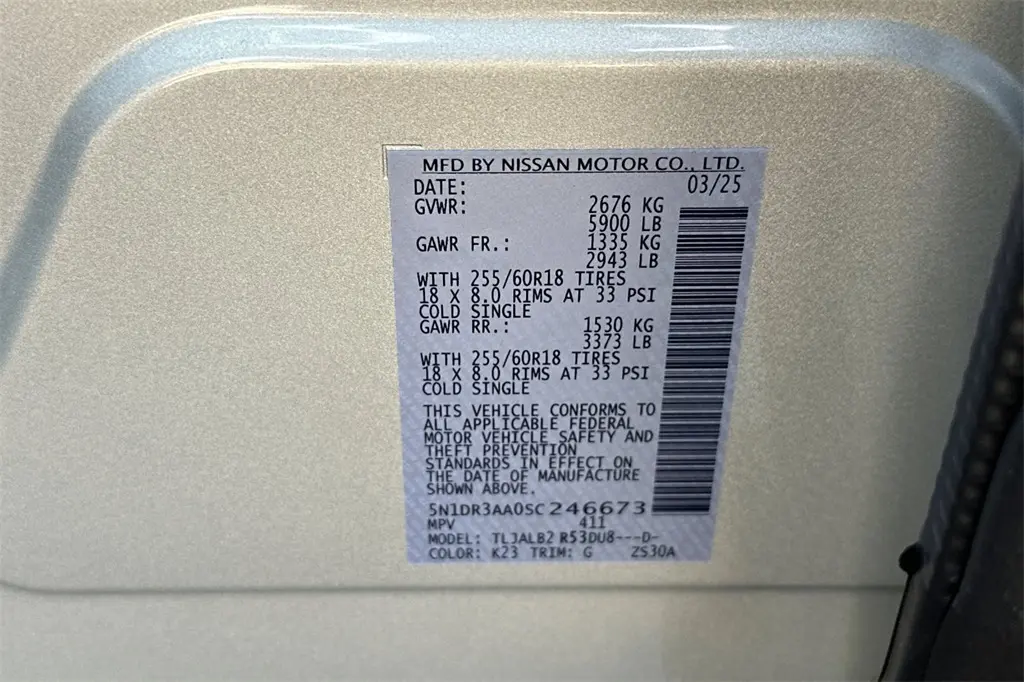 MFD BY NISSAN MOTOR CO., LTD.
DATE: 03/25
GVWR: 2676 KG
5900 LB
GAWR FR.: 1335 KG
2943 LB
WITH 255/60R18 TIRES
18 X 8.0 RIMS AT 33 PSI
COLD SINGLE
GAWR RR.: 1530 KG
3373 LB
WITH 255/60R18 TIRES
18 X 8.0 RIMS AT 33 PSI
COLD SINGLE
THIS VEHICLE CONFORMS TO
ALL APPLICABLE FEDERAL
MOTOR VEHICLE SAFETY AND
THEFT PREVENTION
STANDARDS IN EFFECT ON
THE DATE OF MANUFACTURE
SHOWN ABOVE.
5N1DR3AA0SC246673
MPV 411
MODEL: TLJALB2 R53DU8---D-
COLOR: K23 TRIM: G ZS30A